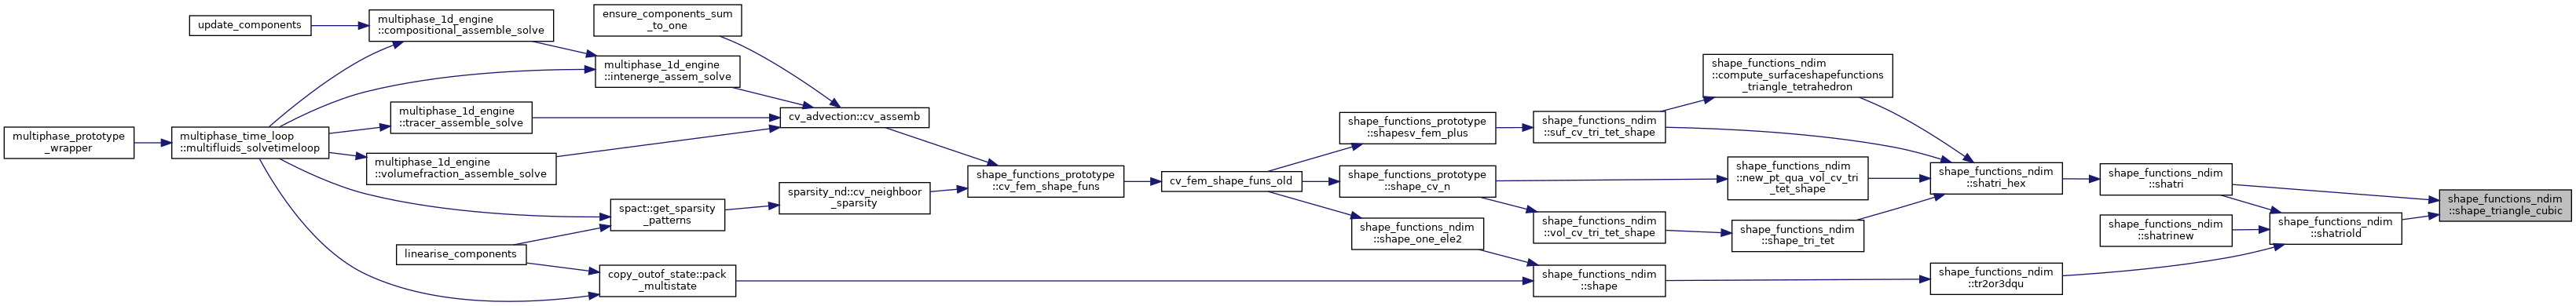 multiphase_prototype
_wrapper
multiphase_time_loop
::multifluids_solvetimeloop
update_components
multiphase_1d_engine
::compositional_assemble_solve
multiphase_1d_engine
::tracer_assemble_solve
multiphase_1d_engine
::volumefraction_assemble_solve
linearise_components
ensure_components_sum
_to_one
multiphase_1d_engine
::intenerge_assem_solve
spact::get_sparsity
_patterns
copy_outof_state::pack
_multistate
cv_advection::cv_assemb
sparsity_nd::cv_neighboor
_sparsity
shape_functions_prototype
::cv_fem_shape_funs
cv_fem_shape_funs_old
shape_functions_prototype
::shapesv_fem_plus
shape_functions_prototype
::shape_cv_n
shape_functions_ndim
::shape_one_ele2
shape_functions_ndim
::suf_cv_tri_tet_shape
shape_functions_ndim
::vol_cv_tri_tet_shape
shape_functions_ndim
::shape
shape_functions_ndim
::compute_surfaceshapefunctions
_triangle_tetrahedron
shape_functions_ndim
::new_pt_qua_vol_cv_tri
_tet_shape
shape_functions_ndim
::shape_tri_tet
shape_functions_ndim
::shatri_hex
shape_functions_ndim
::tr2or3dqu
shape_functions_ndim
::shatri
shape_functions_ndim
::shatrinew
shape_functions_ndim
::shatriold
shape_functions_ndim
::shape_triangle_cubic